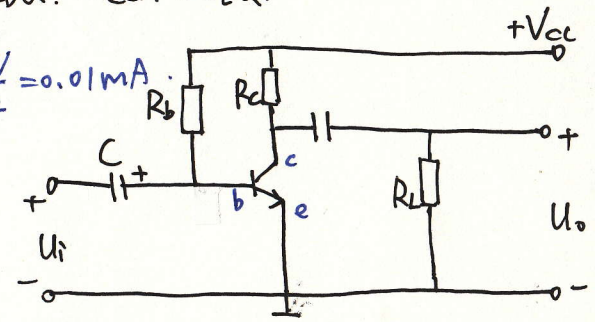 +Vcc
=0.01mA.
Rb
Rc
C
+
c
+
+
b
e
RL
Ui
Uo
-
-